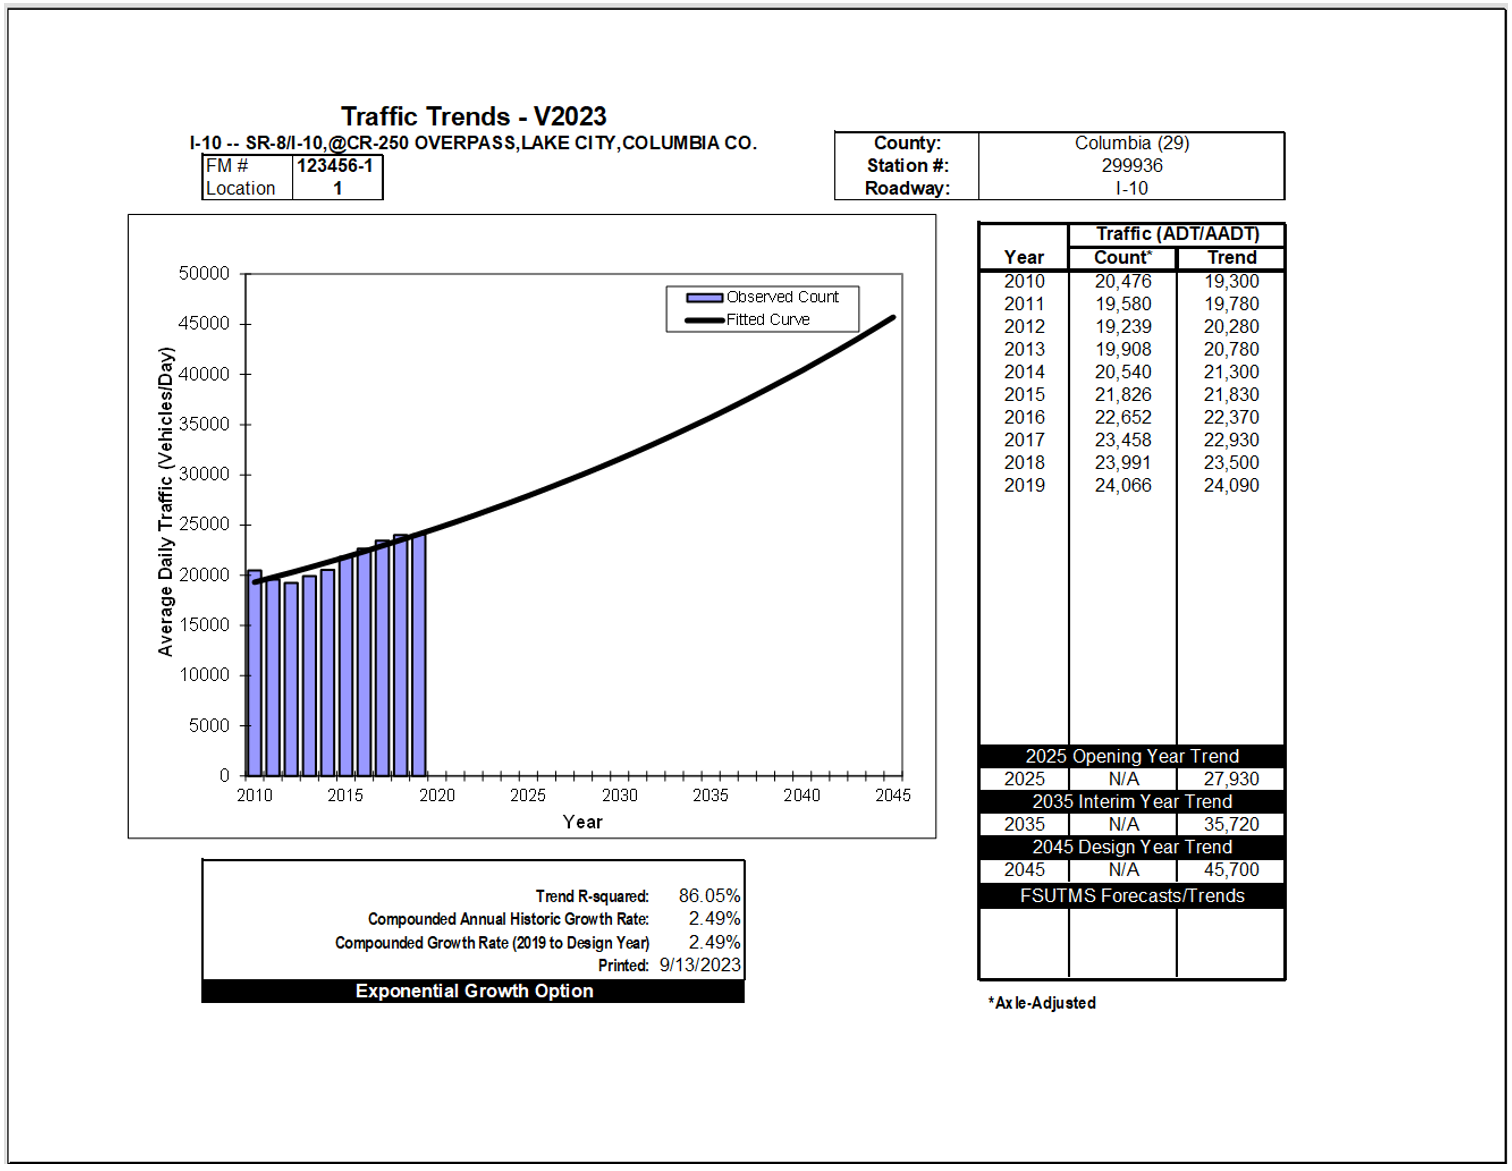 Traffic Trends - V2023
I-10 -- SR-8/I-10,@CR-250 OVERPASS,LAKE CITY,COLUMBIA CO.
FM # 123456-1
Location 1
County: Columbia (29)
Station #: 299936
Roadway: I-10
50000
45000
40000
35000
30000
25000
20000
15000
10000
5000
0
Average Daily Traffic (Vehicles/Day)
Observed Count
Fitted Curve
2010 2015 2020 2025 2030 2035 2040 2045
Year
Traffic (ADT/AADT)
Year Count* Trend
2010 20,476 19,300
2011 19,580 19,780
2012 19,239 20,280
2013 19,908 20,780
2014 20,540 21,300
2015 21,826 21,830
2016 22,652 22,370
2017 23,458 22,930
2018 23,991 23,500
2019 24,066 24,090
2025 Opening Year Trend
2025 N/A 27,930
2035 Interim Year Trend
2035 N/A 35,720
2045 Design Year Trend
2045 N/A 45,700
FSUTMS Forecasts/Trends
*Axle-Adjusted
Trend R-squared: 86.05%
Compounded Annual Historic Growth Rate: 2.49%
Compounded Growth Rate (2019 to Design Year) 2.49%
Printed: 9/13/2023
Exponential Growth Option